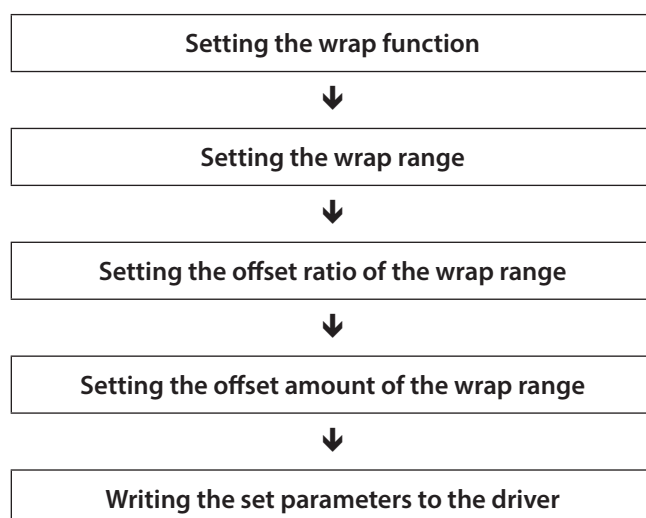 Setting the wrap function
Setting the wrap range
Setting the offset ratio of the wrap range
Setting the offset amount of the wrap range
Writing the set parameters to the driver